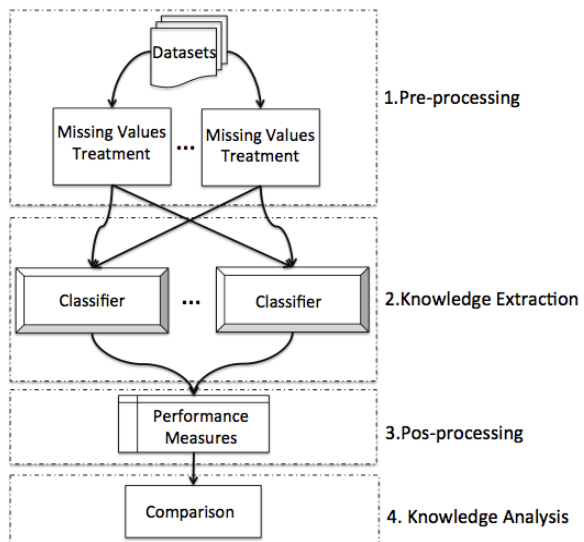 Datasets
1.Pre-processing
Missing Values
Treatment
...
Missing Values
Treatment
Classifier
...
Classifier
2.Knowledge Extraction
Performance
Measures
3.Pos-processing
Comparison
4. Knowledge Analysis